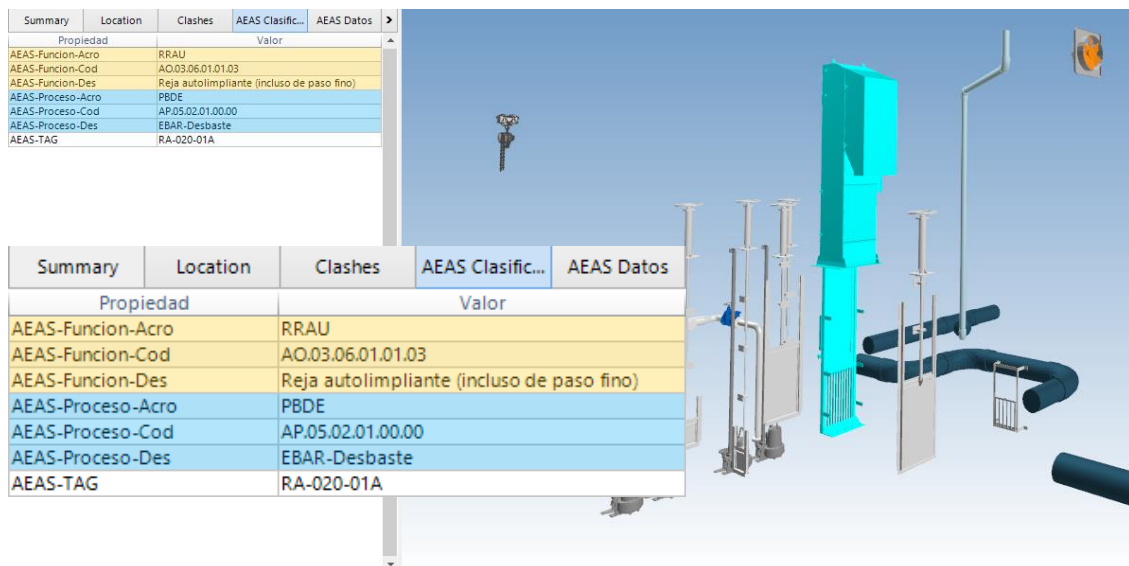 Summary Location Clashes AEAS Clasific... AEAS Datos >
Propiedad Valor
AEAS-Funcion-Acro RRAU
AEAS-Funcion-Cod AO.03.06.01.01.03
AEAS-Funcion-Des Reja autolimpliante (incluso de paso fino)
AEAS-Proceso-Acro PBDE
AEAS-Proceso-Cod AP.05.02.01.00.00
AEAS-Proceso-Des EBAR-Desbaste
AEAS-TAG RA-020-01A
Summary Location Clashes AEAS Clasific... AEAS Datos
Propiedad Valor
AEAS-Funcion-Acro RRAU
AEAS-Funcion-Cod AO.03.06.01.01.03
AEAS-Funcion-Des Reja autolimpliante (incluso de paso fino)
AEAS-Proceso-Acro PBDE
AEAS-Proceso-Cod AP.05.02.01.00.00
AEAS-Proceso-Des EBAR-Desbaste
AEAS-TAG RA-020-01A